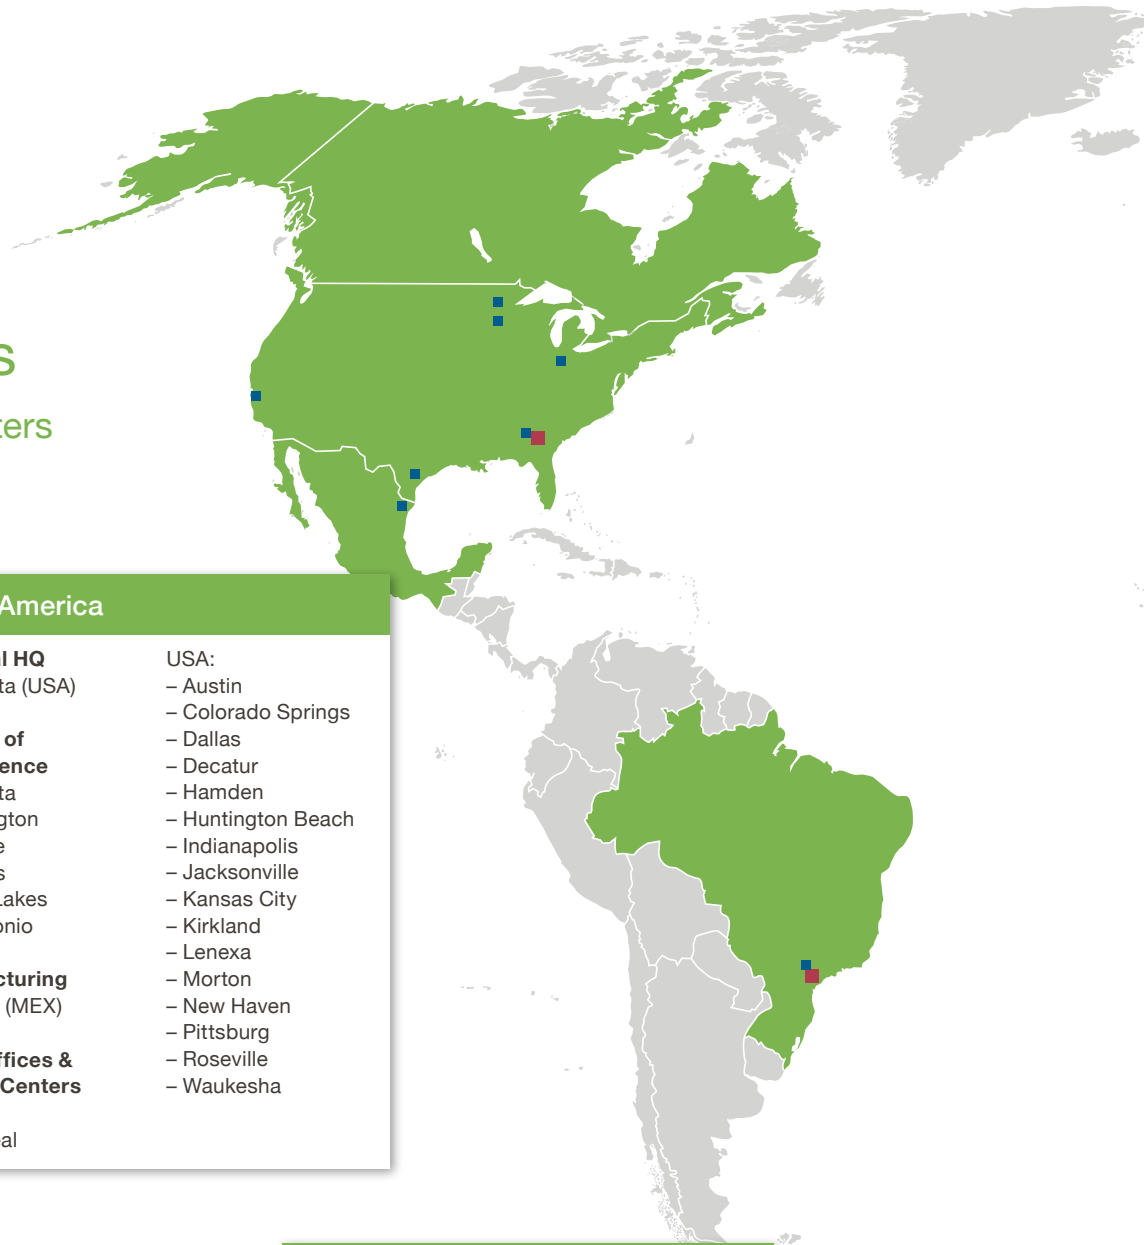 s
ters
America
al HQ
ta (USA)
of
ence
ta
gton
e
s
Lakes
onio
cturing
(MEX)
ffices &
Centers
al
USA:
– Austin
– Colorado Springs
– Dallas
– Decatur
– Hamden
– Huntington Beach
– Indianapolis
– Jacksonville
– Kansas City
– Kirkland
– Lenexa
– Morton
– New Haven
– Pittsburg
– Roseville
– Waukesha